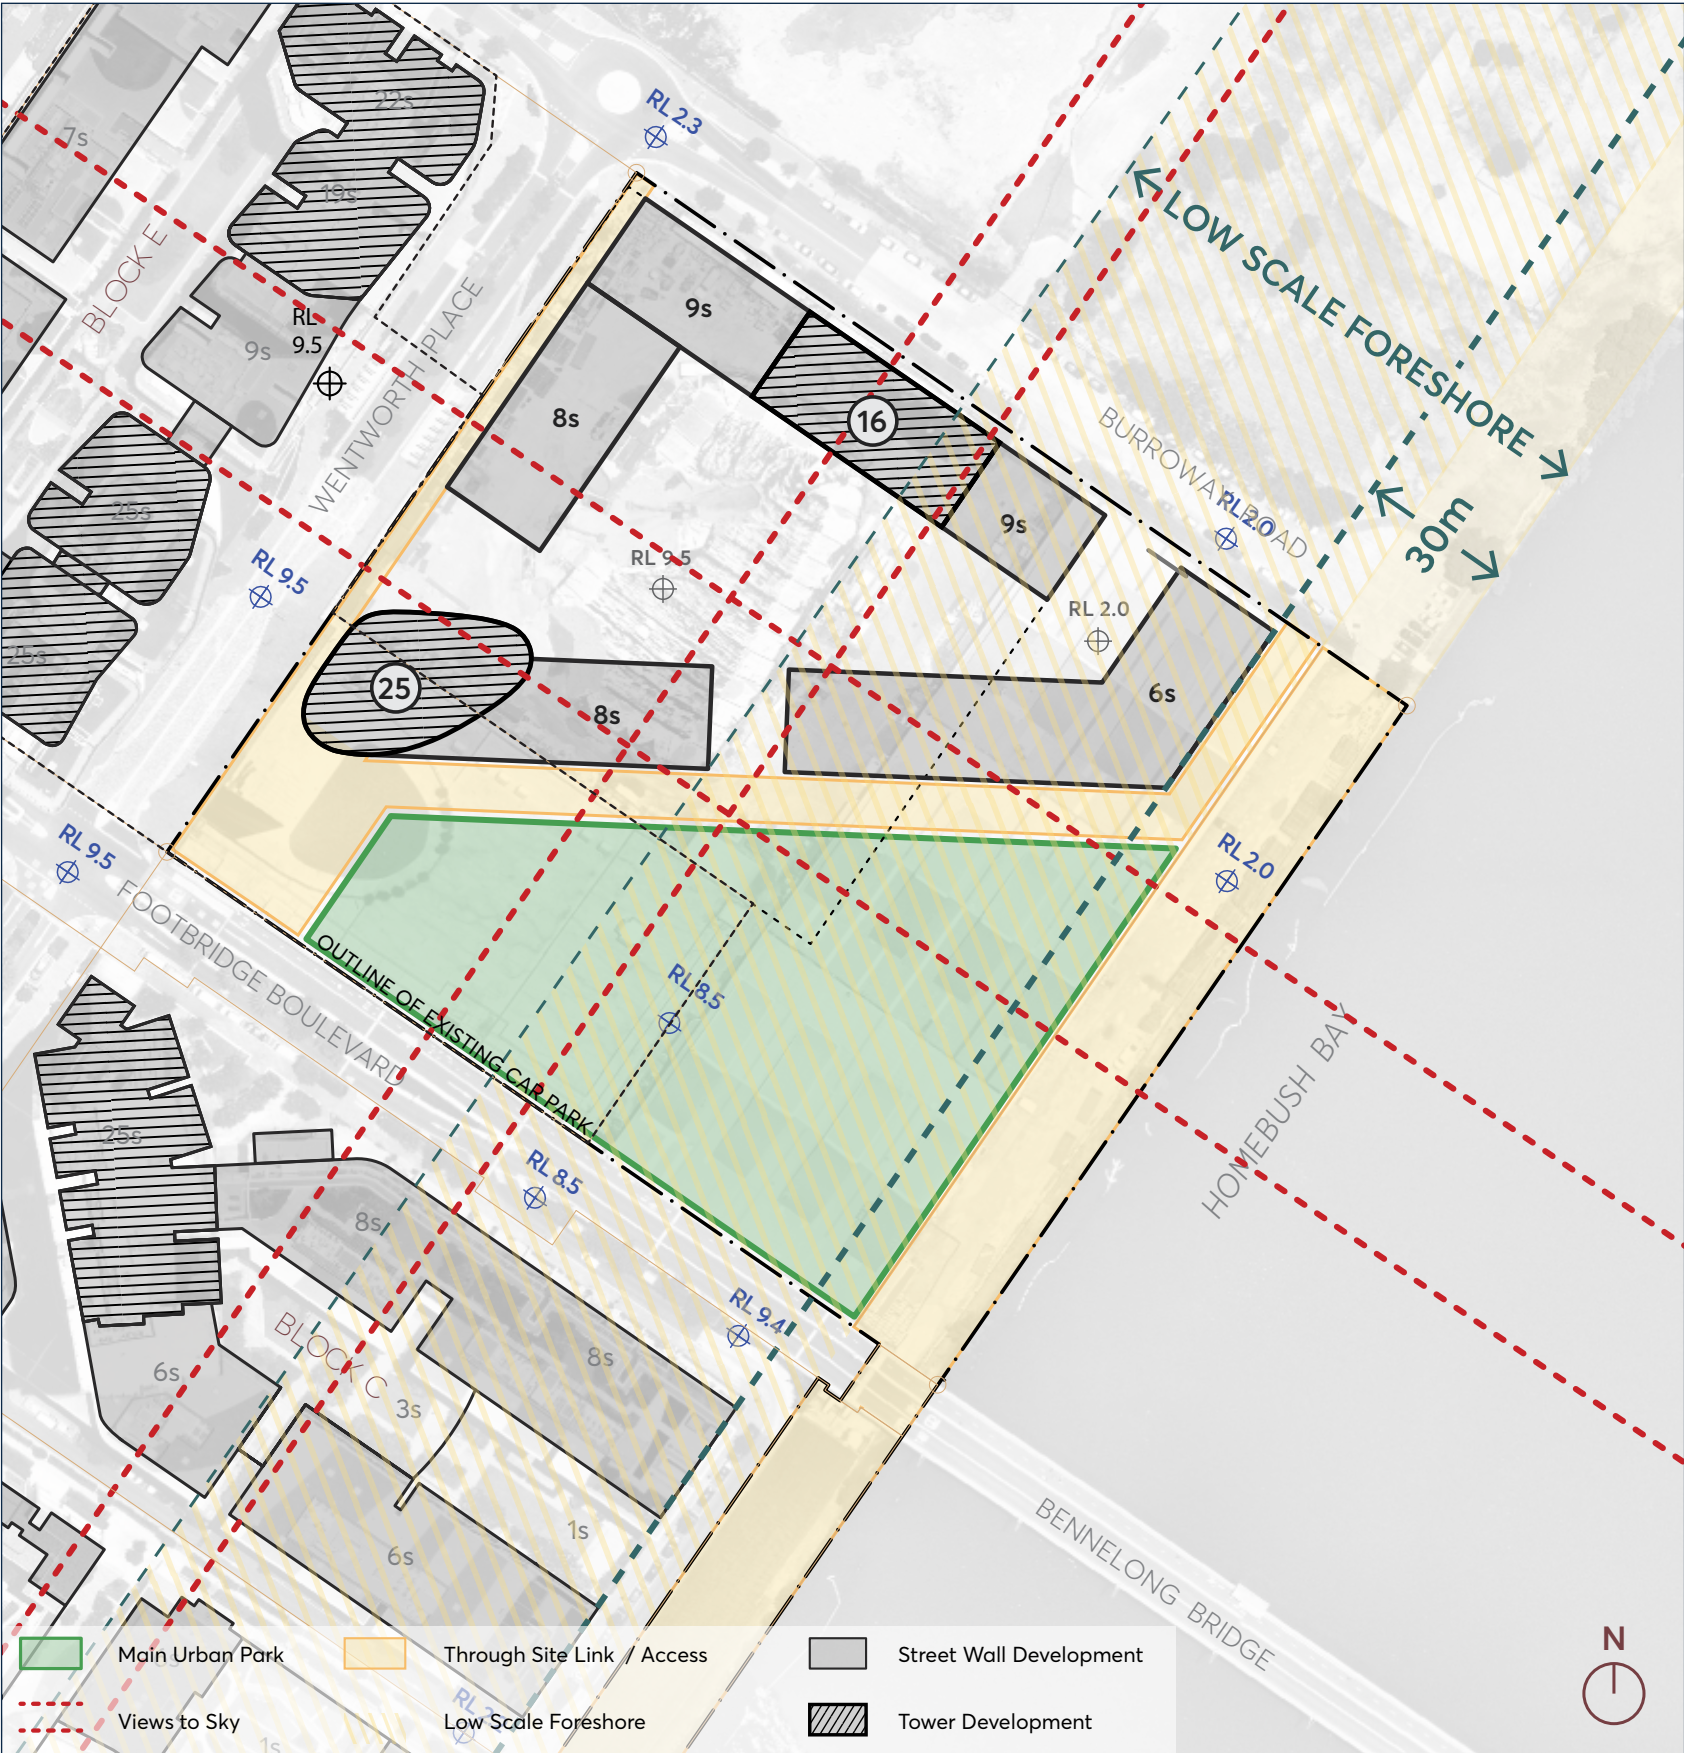 22s
7s
19s
BLOCK E
RL
9.5
9s
WENTWORTH PLACE
RL 2.3
LOW SCALE FORESHORE
30m
9s
8s
16
9s
BURROWAY ROAD
RL 2.0
RL 9.5
RL 2.0
25s
25s
RL 9.5
25
8s
6s
RL 9.5
FOOTBRIDGE BOULEVARD
OUTLINE OF EXISTING CAR PARK
RL 8.5
RL 2.0
HOMEBUSH BAY
25s
RL 8.5
8s
RL 9.4
BLOCK C
8s
6s
3s
1s
6s
BENNELONG BRIDGE
N
Main Urban Park
Through Site Link / Access
Street Wall Development
Views to Sky
Low Scale Foreshore
Tower Development
1s